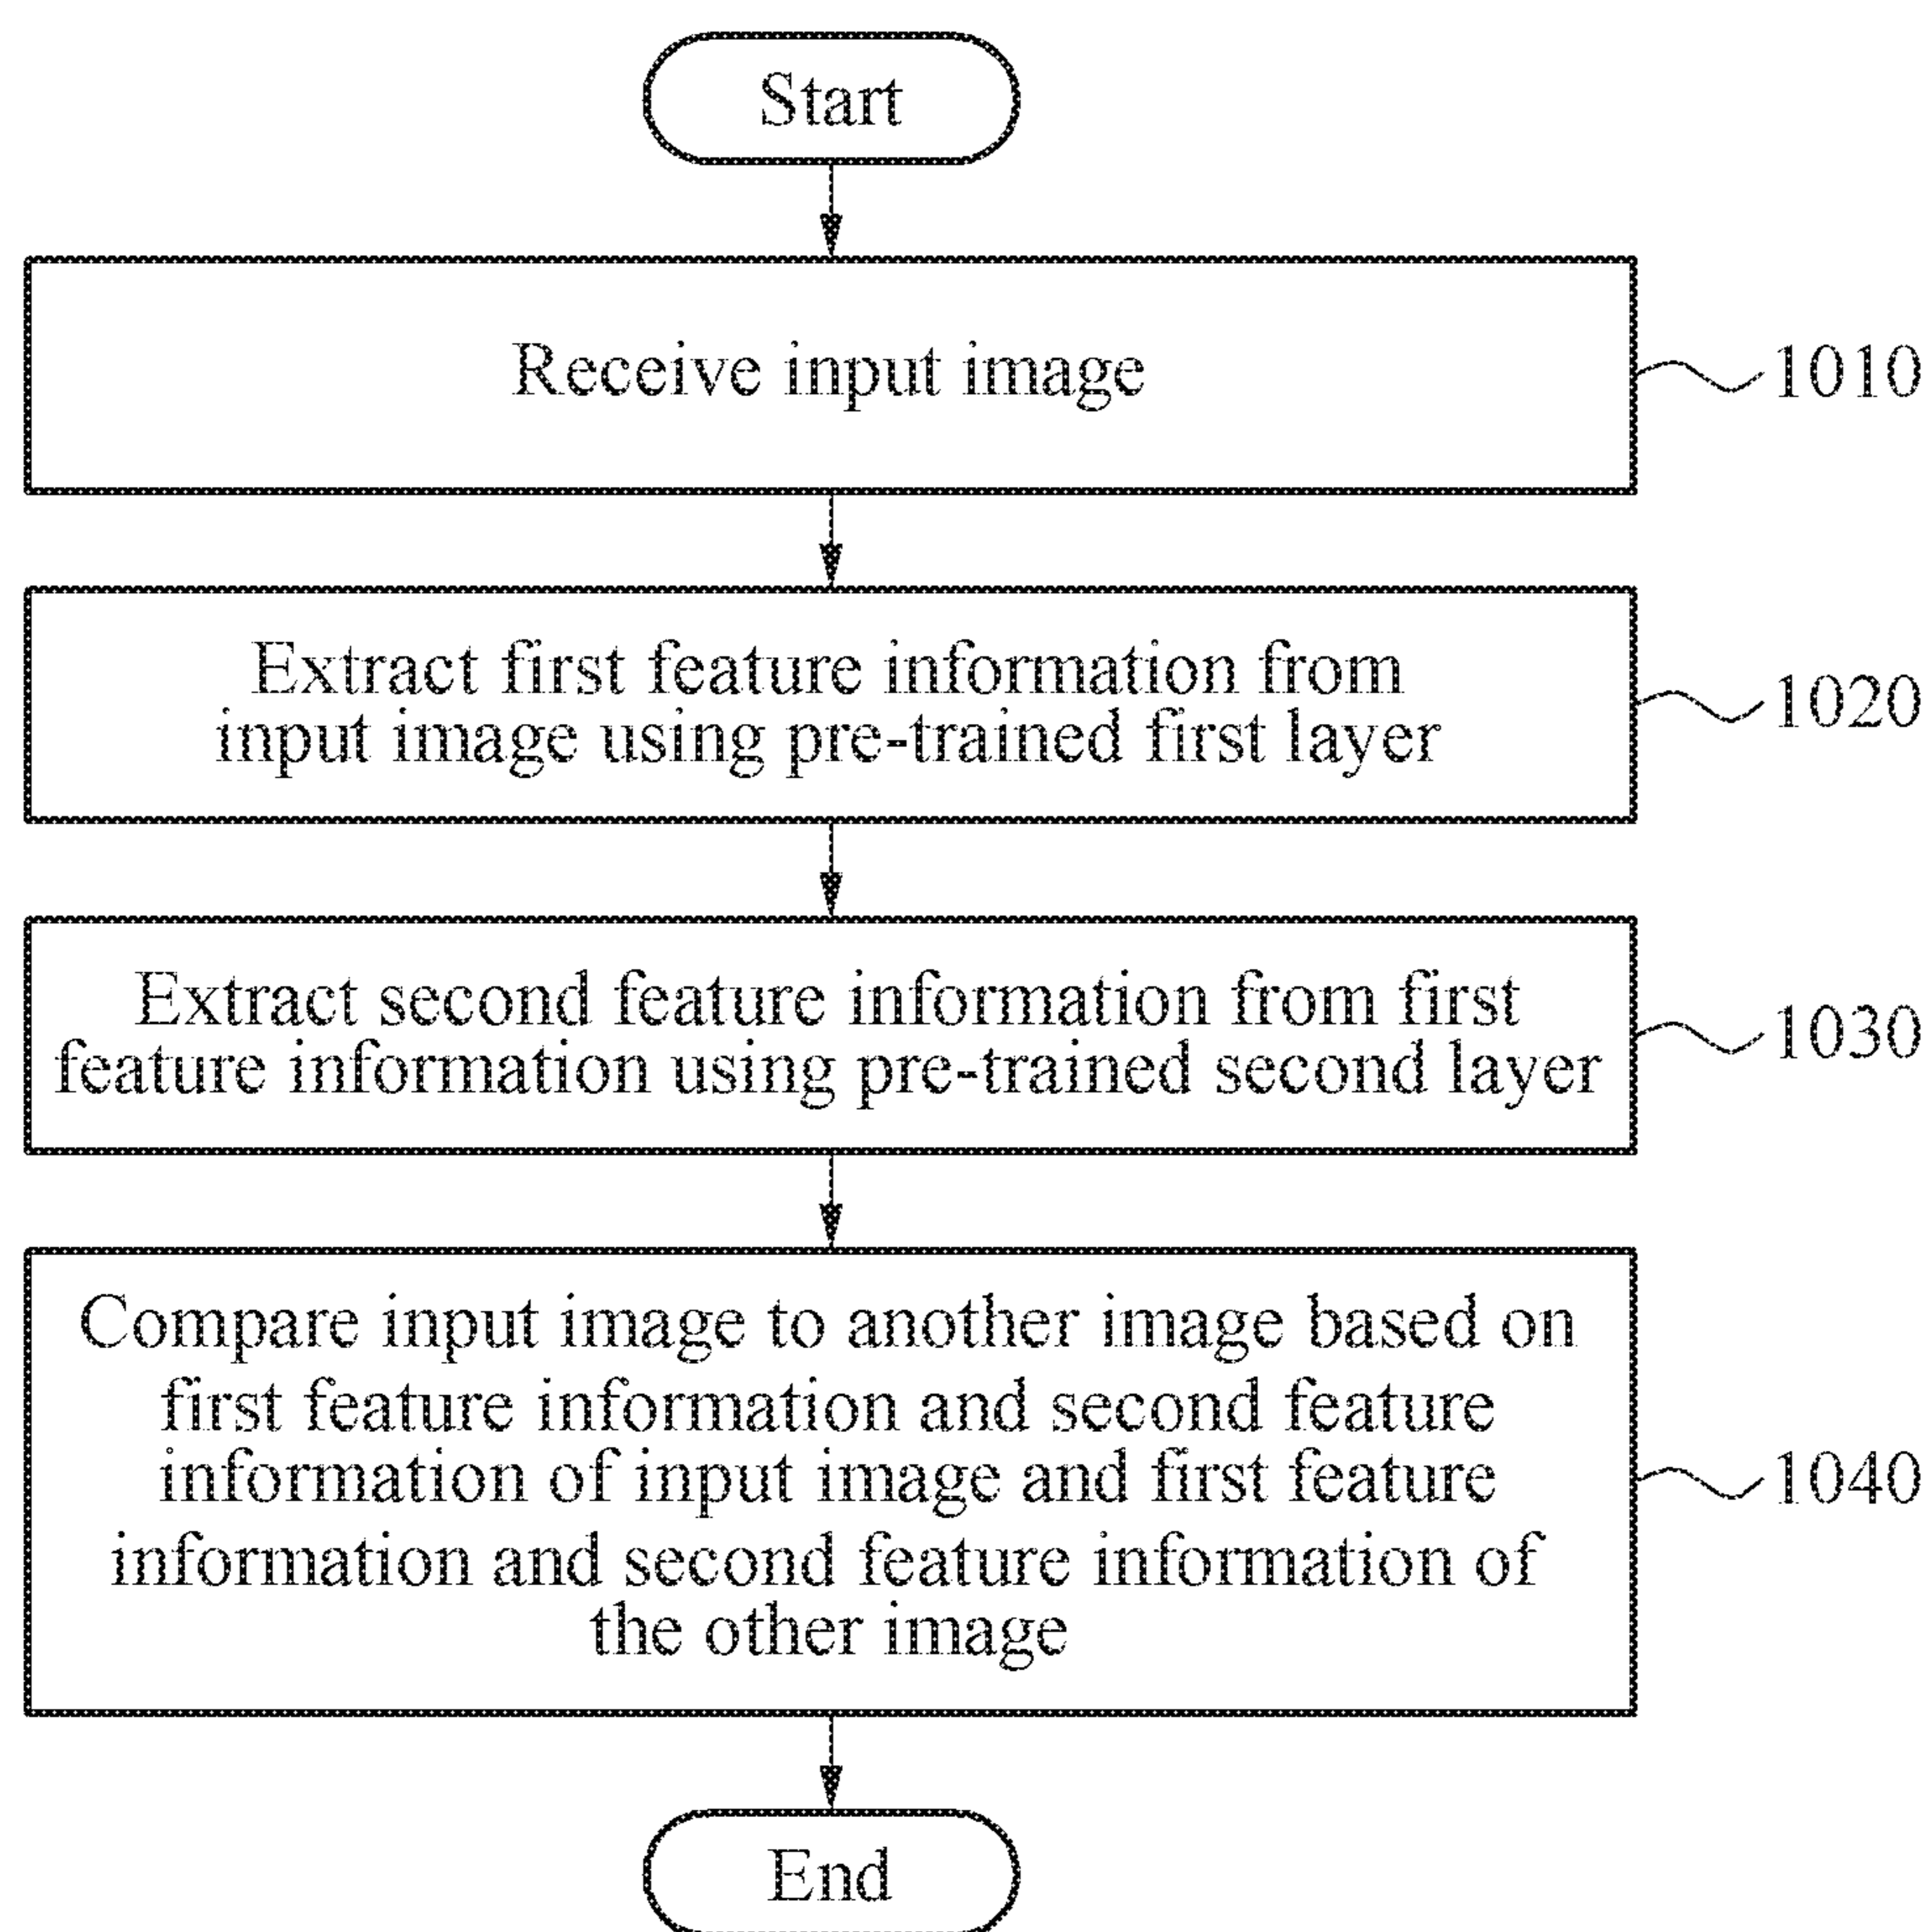 Start
Receive input image
1010
Extract first feature information from
input image using pre-trained first layer
1020
Extract second feature information from first
feature information using pre-trained second layer
1030
Compare input image to another image based on
first feature information and second feature
information of input image and first feature
information and second feature information of
the other image
1040
End